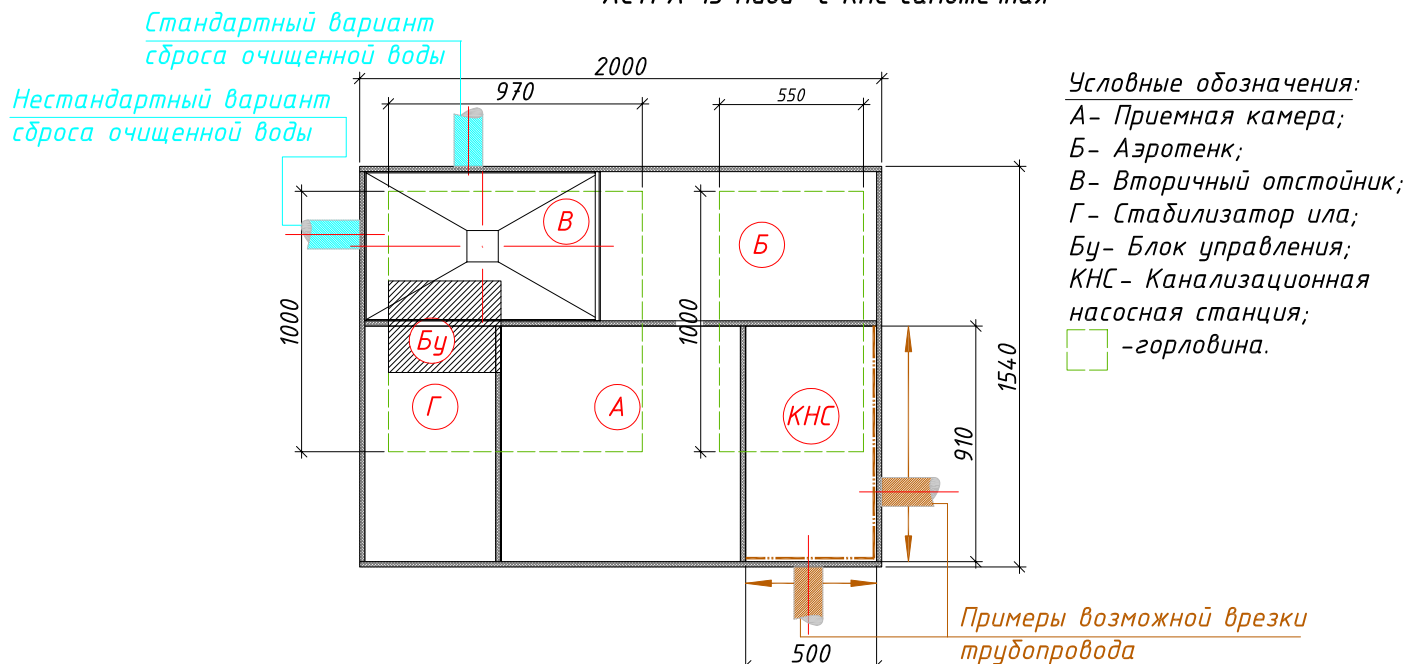 с КНС самотечная
Стандартный вариант
сброса очищенной воды
Нестандартный вариант
сброса очищенной воды
2000
970
550
Условные обозначения:
А- Приемная камера;
Б- Аэротенк;
В- Вторичный отстойник;
Г- Стабилизатор ила;
Бу- Блок управления;
КНС- Канализационная
насосная станция;
-горловина.
В
Б
1000
1000
Бу
1540
Г
А
КНС
910
Примеры возможной врезки
трубопровода
500